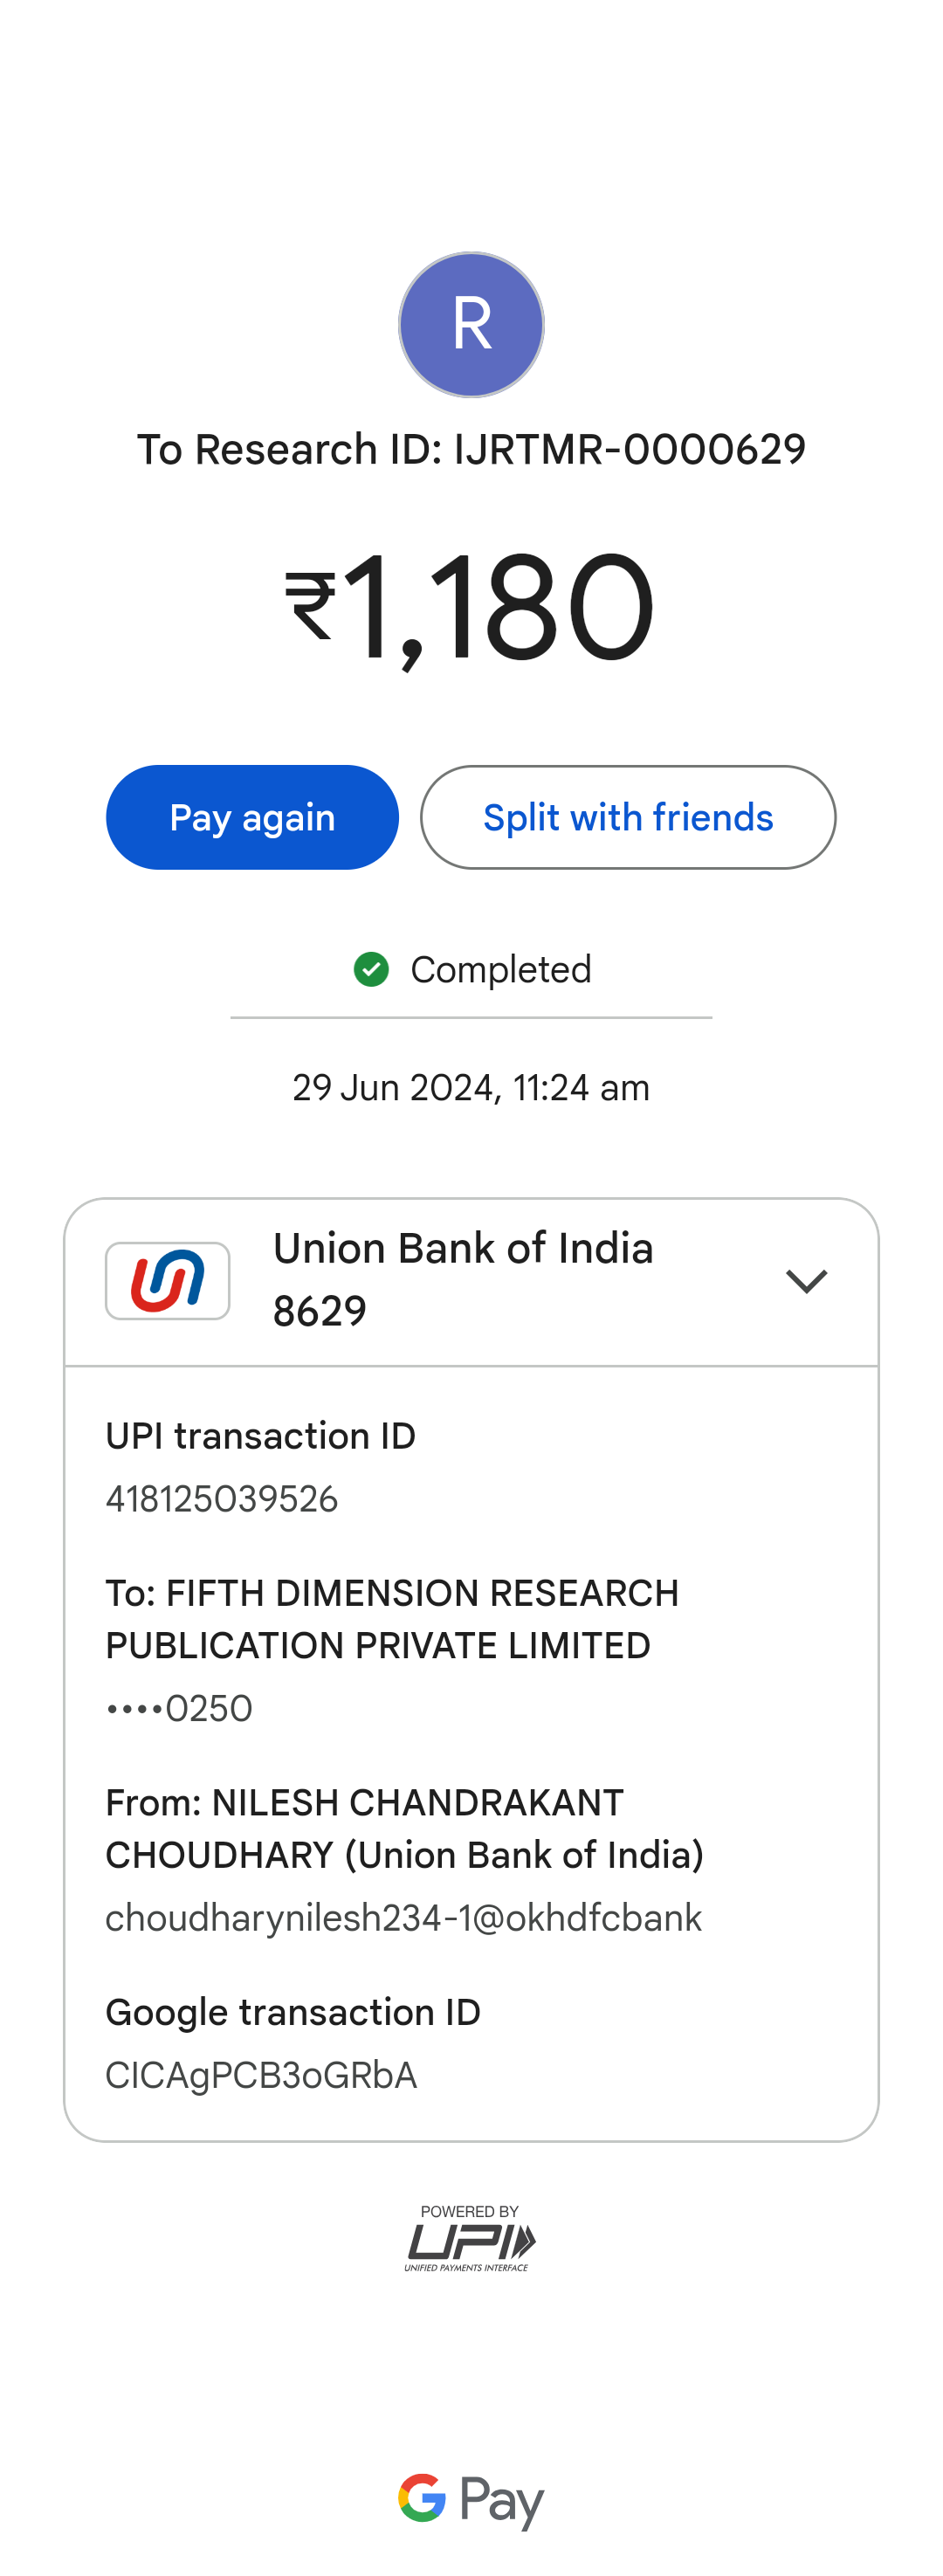 R
To Research ID: IJRTMR-0000629
₹1,180
Pay again
Split with friends
Completed
29 Jun 2024, 11:24 am
Union Bank of India
8629
UPI transaction ID
418125039526
To: FIFTH DIMENSION RESEARCH
PUBLICATION PRIVATE LIMITED
••••0250
From: NILESH CHANDRAKANT
CHOUDHARY (Union Bank of India)
choudharynilesh234-1@okhdfcbank
Google transaction ID
CICAgPCB3oGRbA
POWERED BY
UPI
UNIFIED PAYMENTS INTERFACE
G Pay